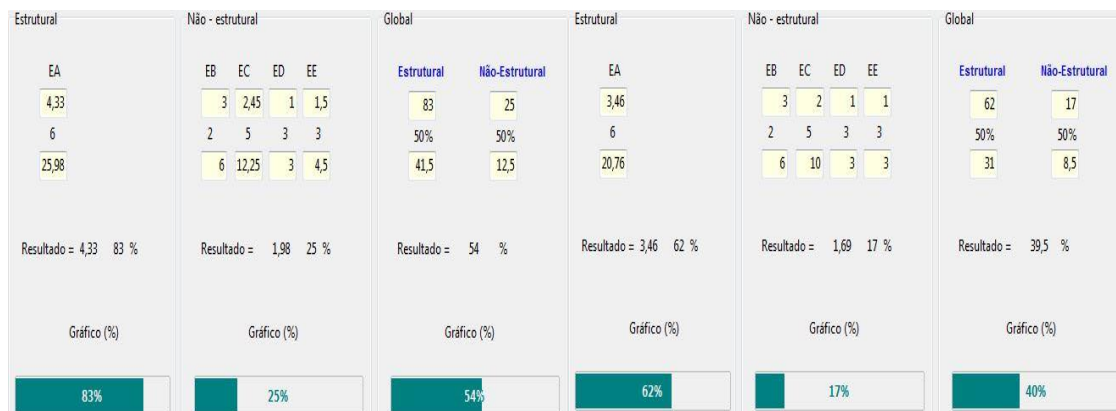 Estrutural
EA
4,33
6
25,98
Resultado = 4,33 83 %
Gráfico (%)
83%
Não - estrutural
EB EC ED EE
3 2,45 1 1,5
2 5 3 3
6 12,25 3 4,5
Resultado = 1,98 25 %
Gráfico (%)
25%
Global
Estrutural Não-Estrutural
83 25
50% 50%
41,5 12,5
Resultado = 54 %
Gráfico (%)
54%
Estrutural
EA
3,46
6
20,76
Resultado = 3,46 62 %
Gráfico (%)
62%
Não - estrutural
EB EC ED EE
3 2 1 1
2 5 3 3
6 10 3 3
Resultado = 1,69 17 %
Gráfico (%)
17%
Global
Estrutural Não-Estrutural
62 17
50% 50%
31 8,5
Resultado = 39,5 %
Gráfico (%)
40%